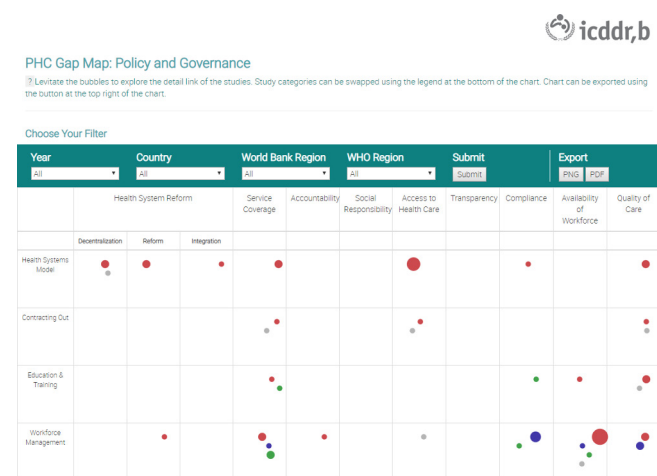 icddr,b
PHC Gap Map: Policy and Governance
? Levitate the bubbles to explore the detail link of the studies. Study categories can be swapped using the legend at the bottom of the chart. Chart can be exported using
the button at the top right of the chart.
Choose Your Filter
Year Country World Bank Region WHO Region Submit Export
All All All All Submit PNG PDF
Health System Reform Service Accountability Social Access to Transparency Compliance Availability Quality of
Coverage Responsibility Health Care of Care
Workforce
Decentralization Reform Integration
Health Systems
Model
Contracting Out
Education &
Training
Workforce
Management